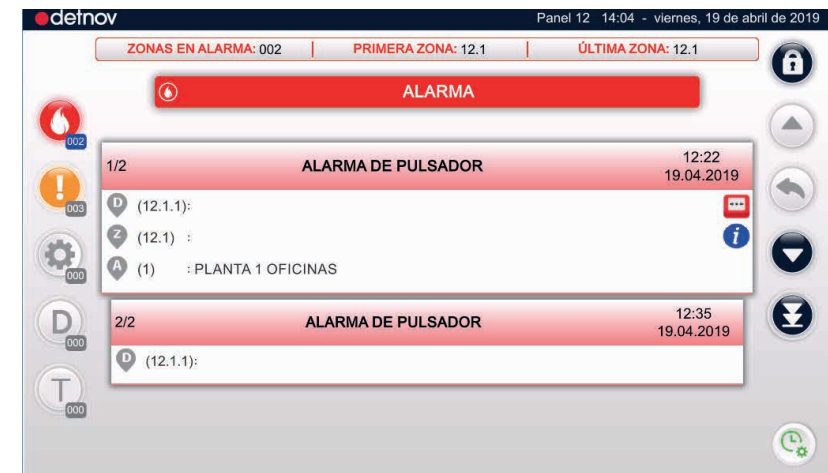 detnov
Panel 12 14:04 - viernes, 19 de abril de 2019
ZONAS EN ALARMA: 002 | PRIMERA ZONA: 12.1 | ÚLTIMA ZONA: 12.1
ALARMA
002
1/2 ALARMA DE PULSADOR 12:22
19.04.2019
003
D (12.1.1):
Z (12.1) :
i
A (1) : PLANTA 1 OFICINAS
000
2/2 ALARMA DE PULSADOR 12:35
19.04.2019
D
000
D (12.1.1):
T
000